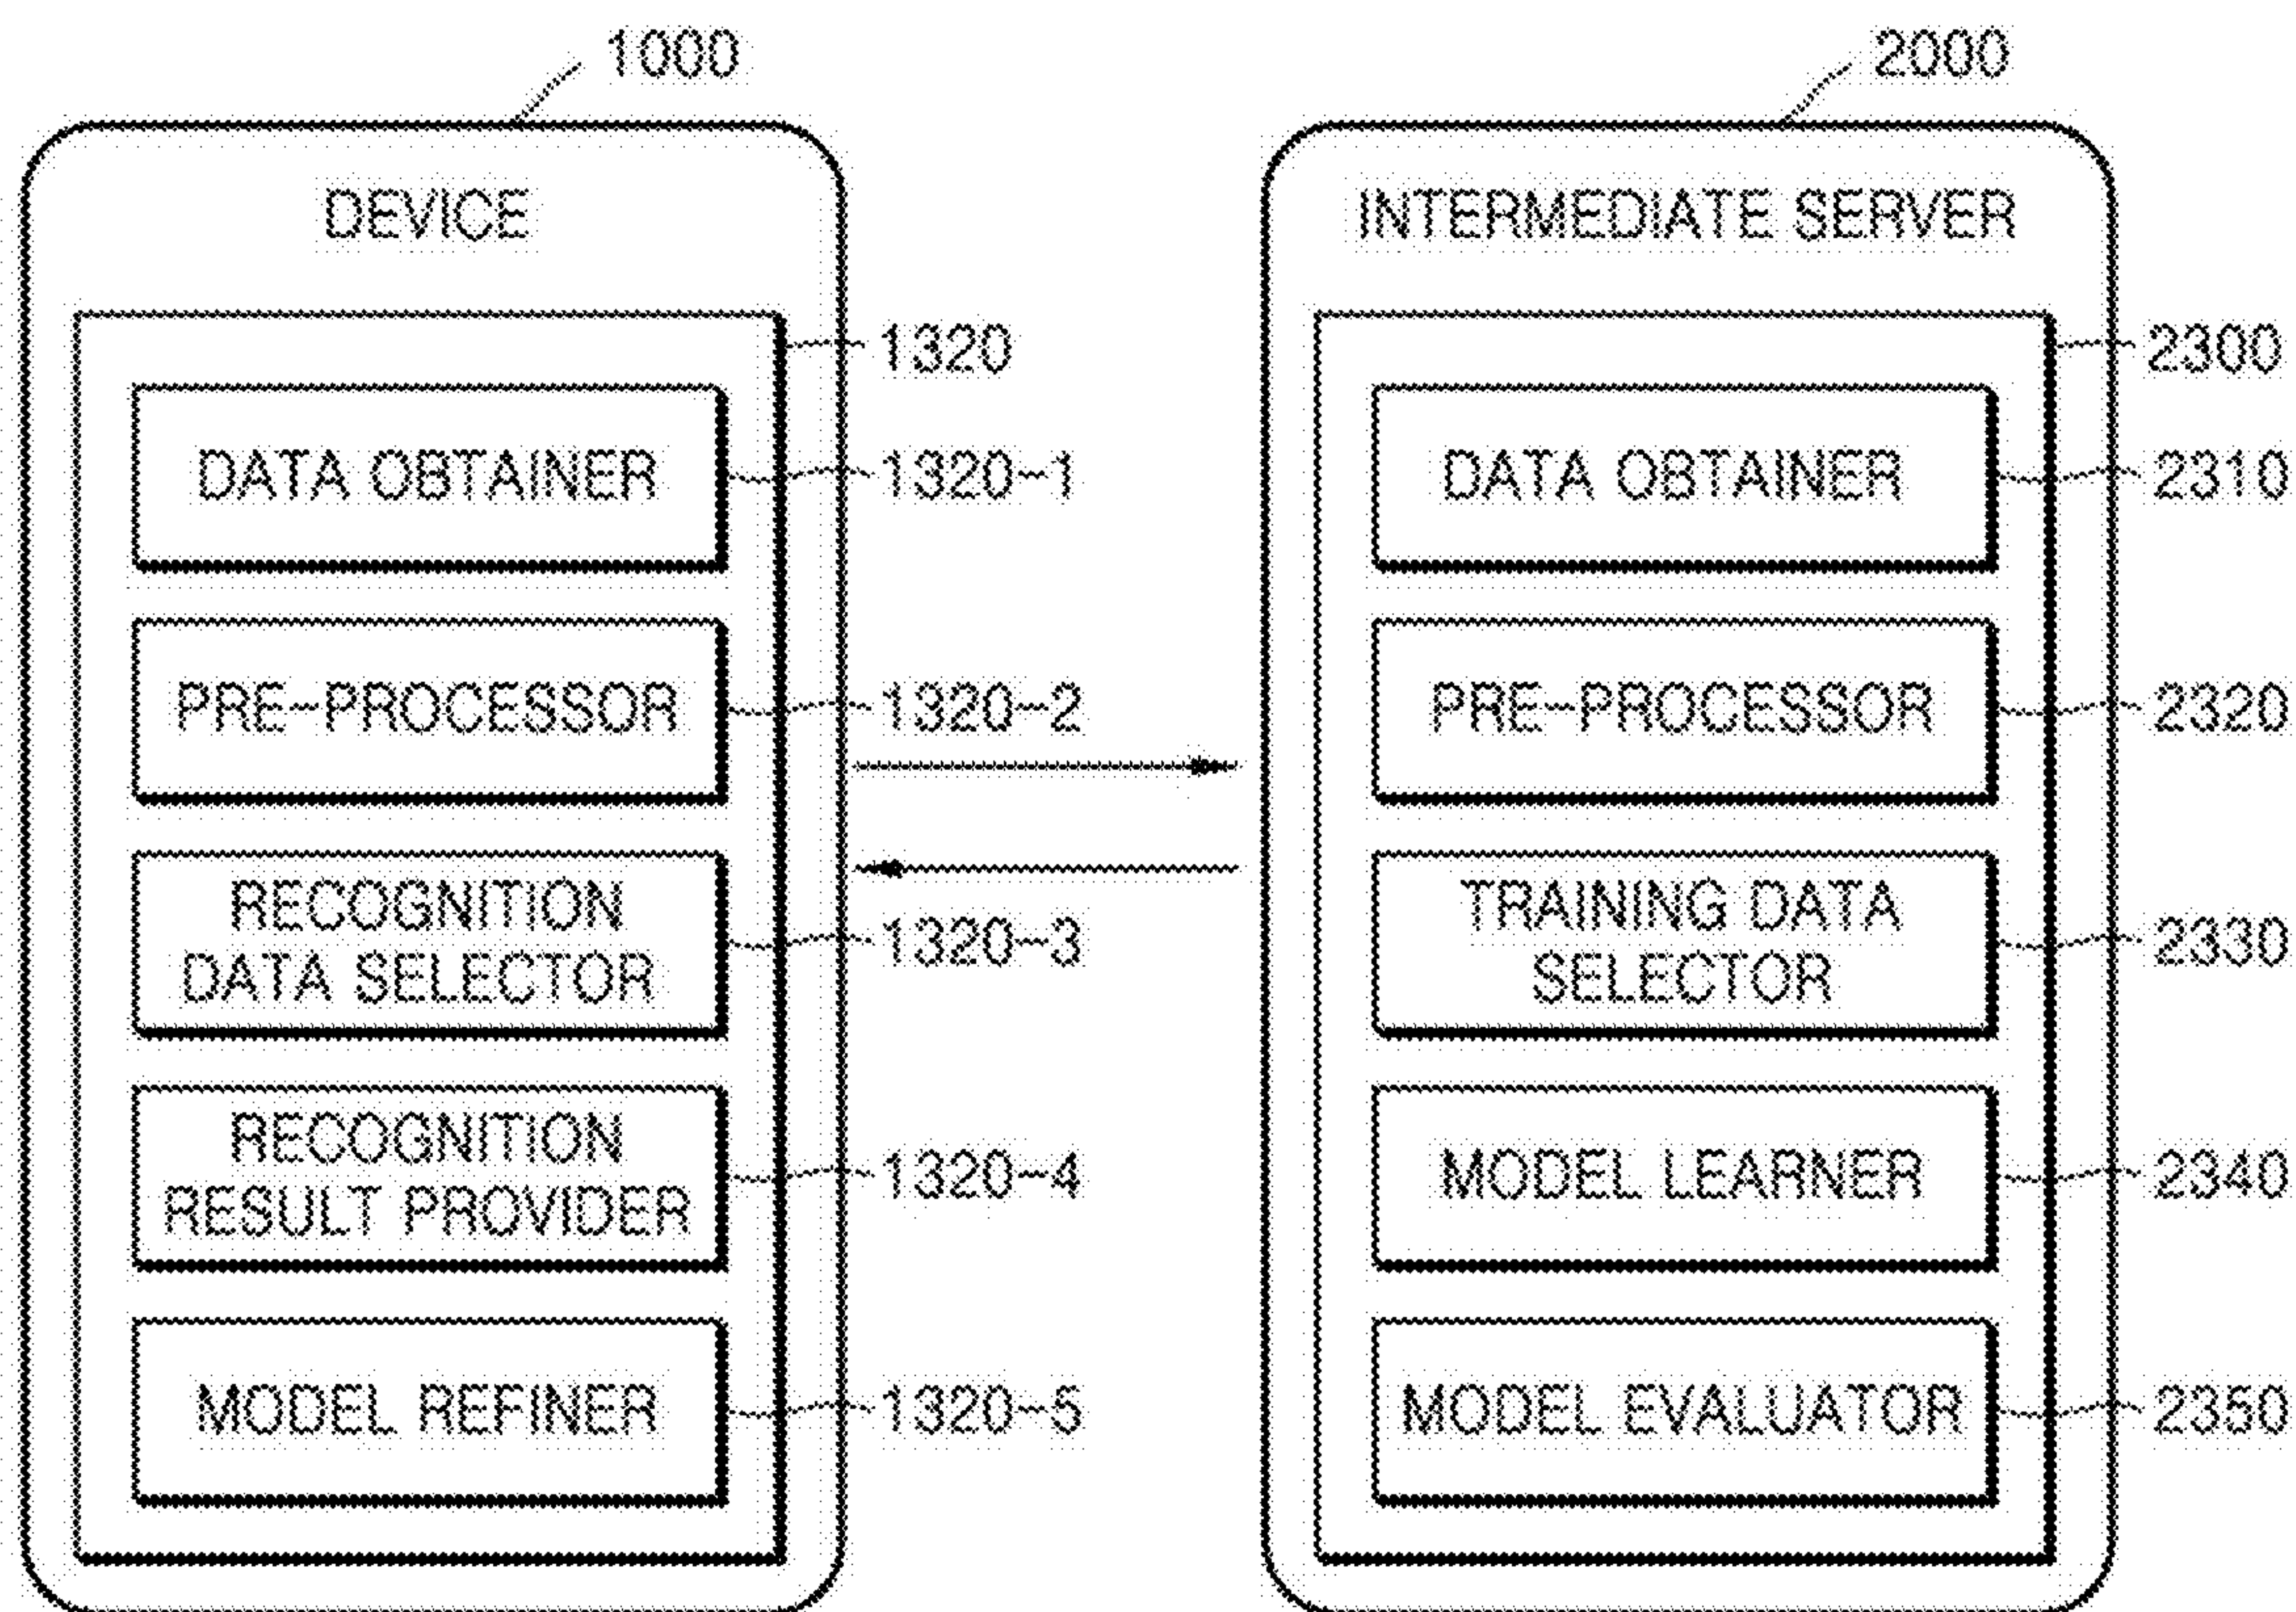 1000
DEVICE
1320
DATA OBTAINER
1320-1
PRE-PROCESSOR
1320-2
RECOGNITION
DATA SELECTOR
1320-3
RECOGNITION
RESULT PROVIDER
1320-4
MODEL REFINER
1320-5
2000
INTERMEDIATE SERVER
2300
DATA OBTAINER
2310
PRE-PROCESSOR
2320
TRAINING DATA
SELECTOR
2330
MODEL LEARNER
2340
MODEL EVALUATOR
2350